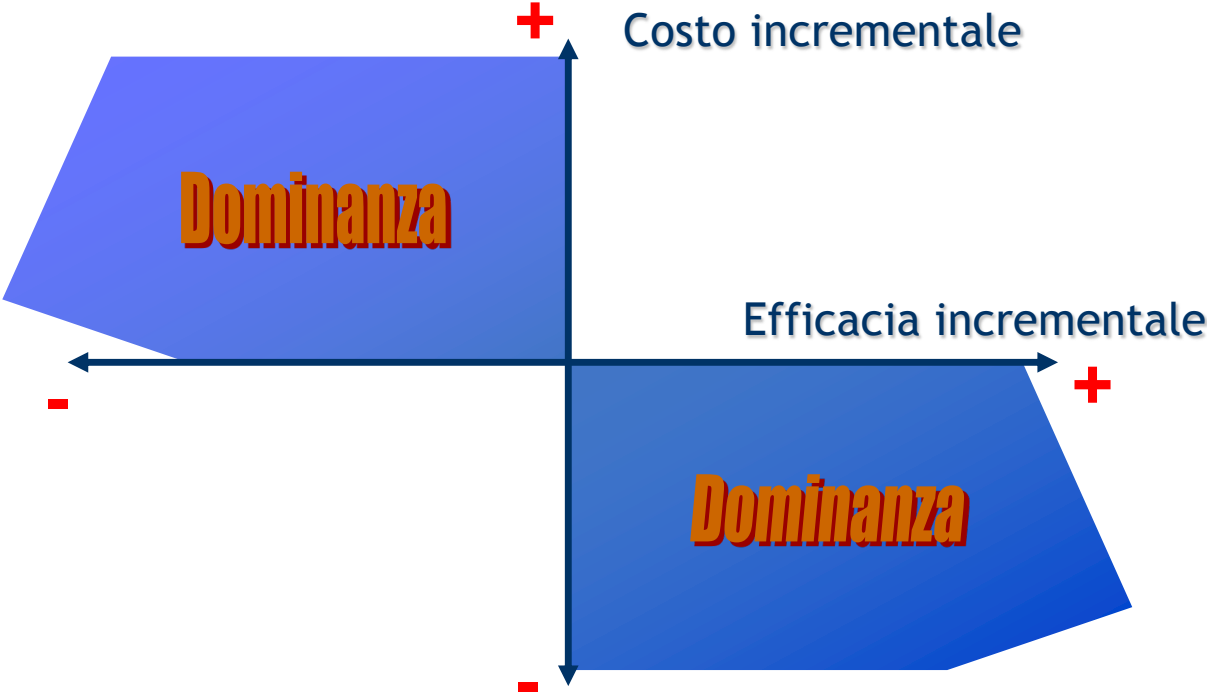 +
Costo incrementale
Dominanza
Efficacia incrementale
-
+
Dominanza
-